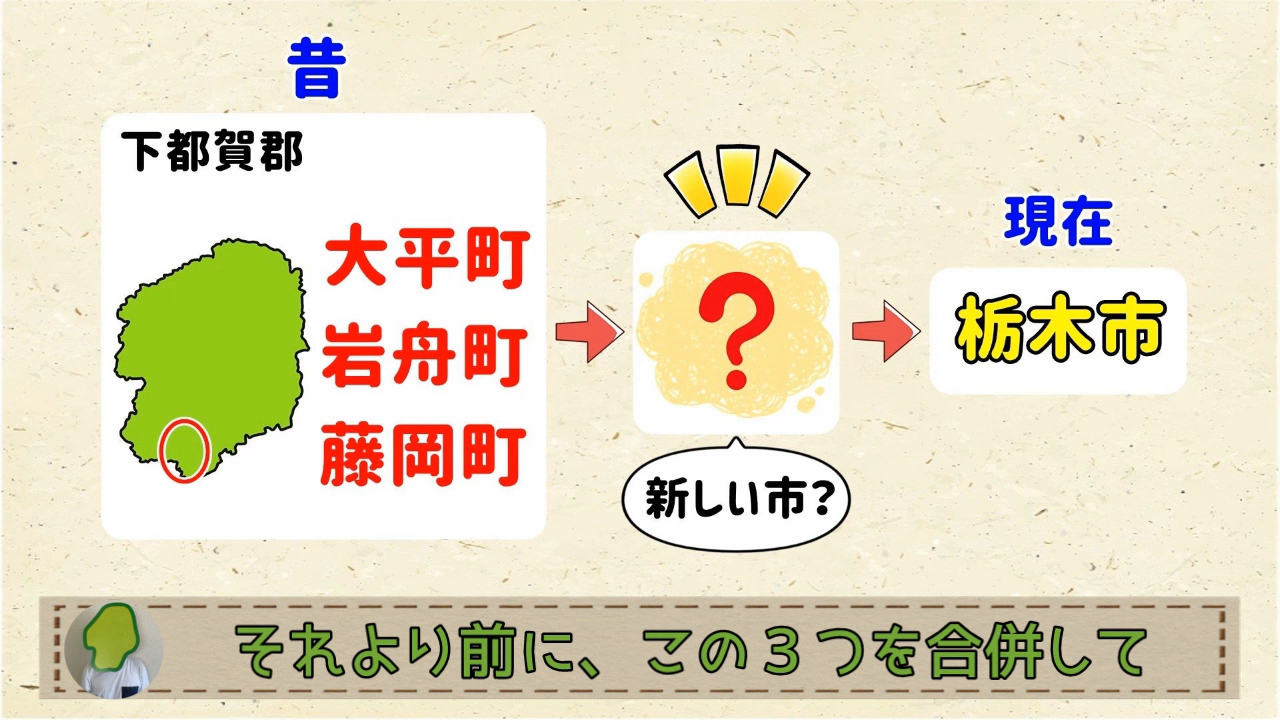 昔
下都賀郡
大平町
岩舟町
藤岡町
?
新しい市?
現在
栃木市
それより前に、この３つを合併して